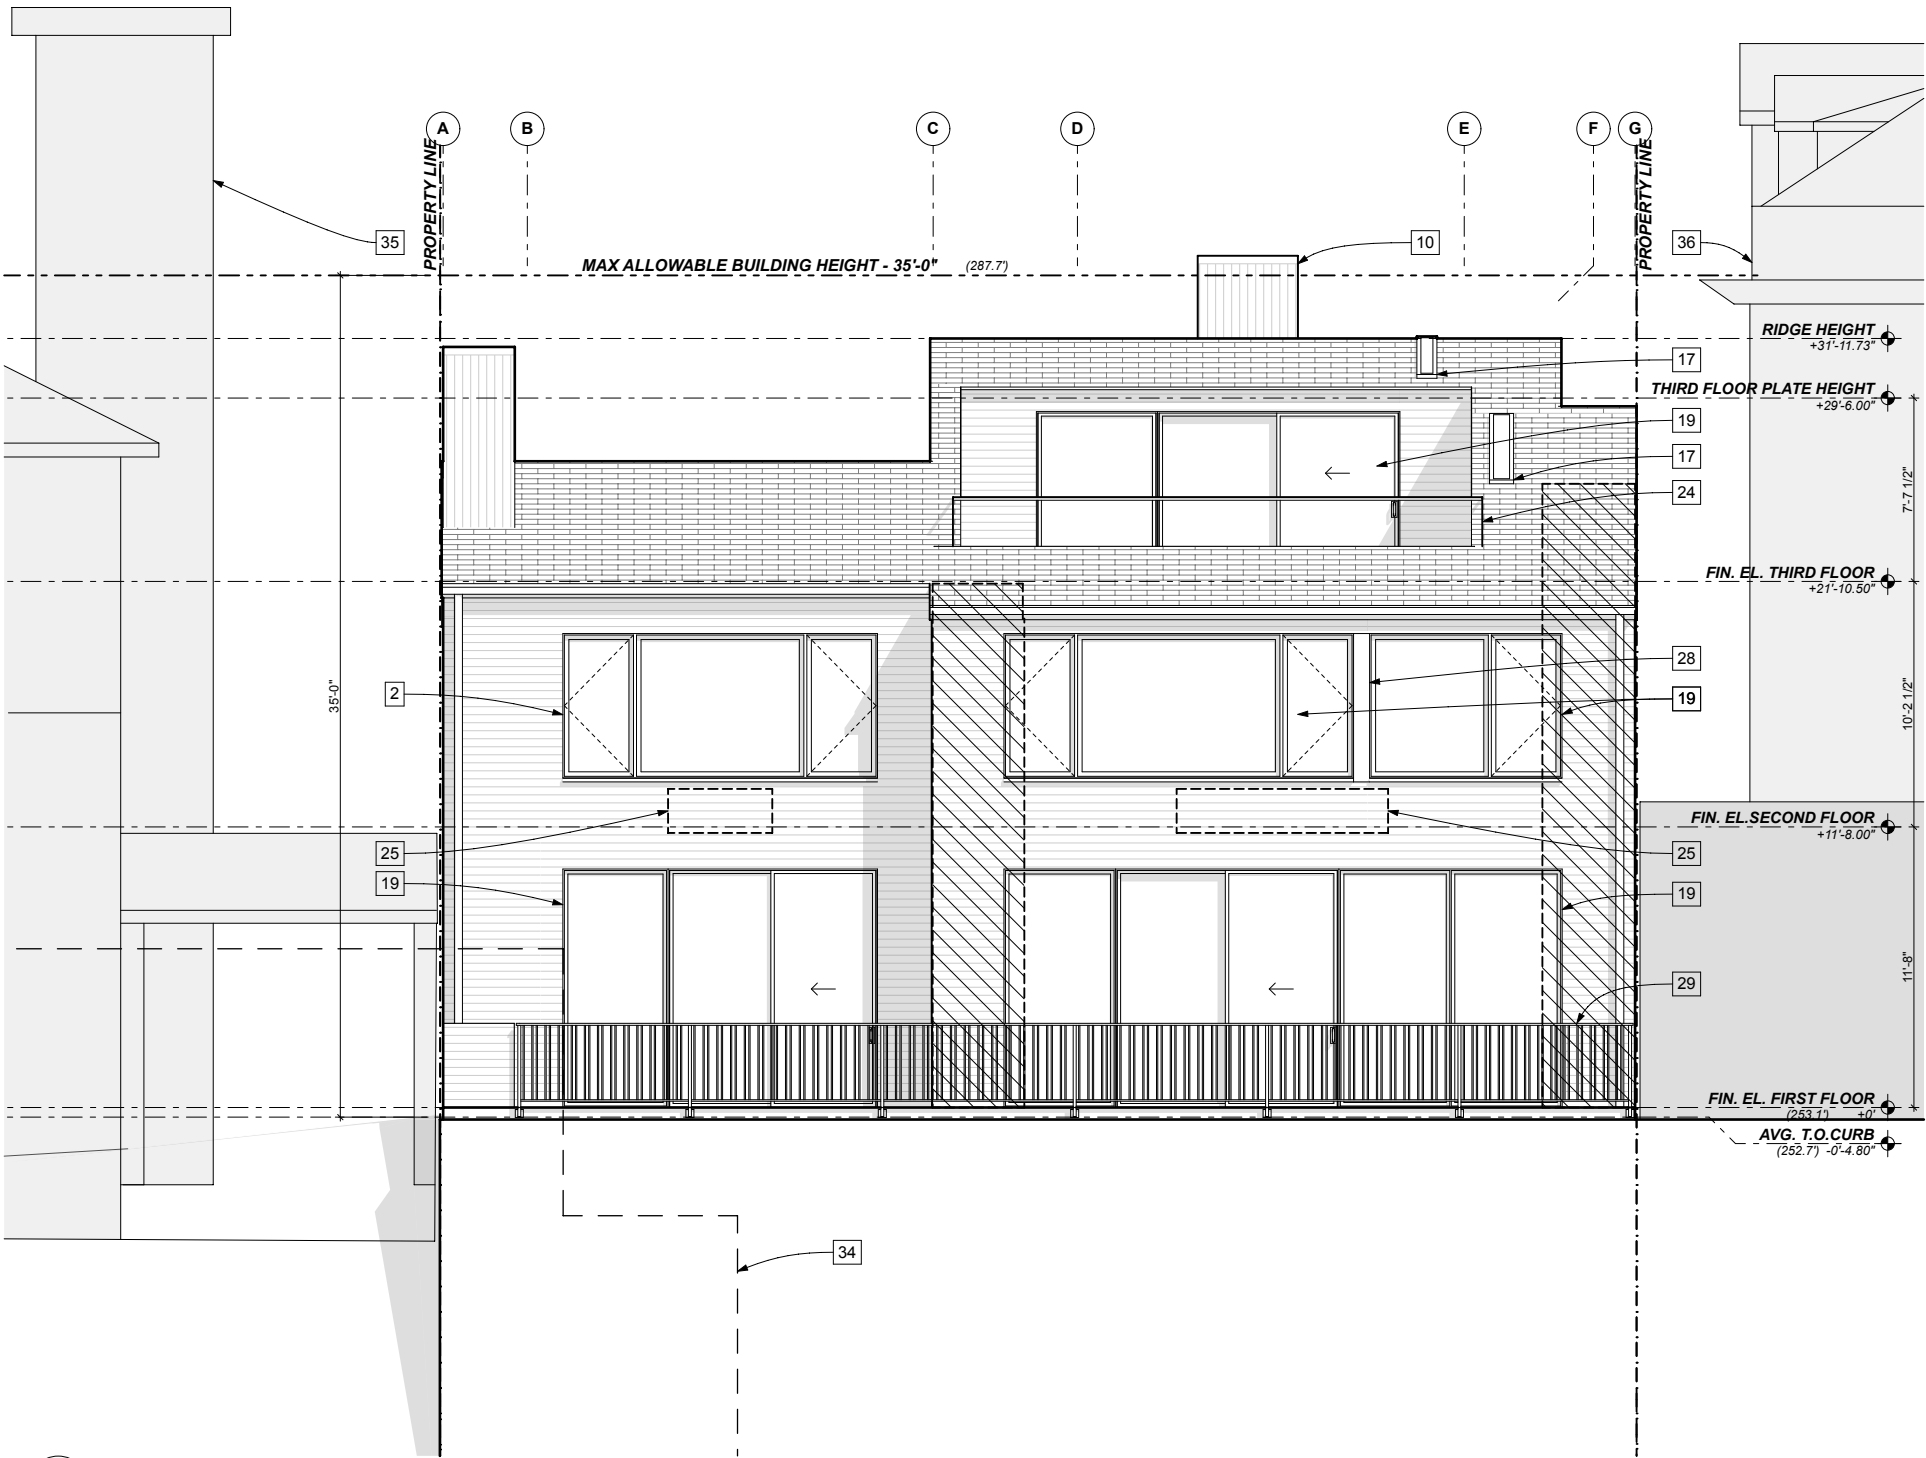 A
B
C
D
E
F
G
PROPERTY LINE
PROPERTY LINE
35
10
36
MAX ALLOWABLE BUILDING HEIGHT - 35'-0" (287.7')
RIDGE HEIGHT
+31'-11.73"
17
THIRD FLOOR PLATE HEIGHT
+29'-6.00"
19
17
24
7'-7 1/2"
FIN. EL. THIRD FLOOR
+21'-10.50"
28
2
19
35'-0"
10'-2 1/2"
FIN. EL.SECOND FLOOR
+11'-8.00"
25
25
19
19
11'-8"
29
FIN. EL. FIRST FLOOR
(253.1') +0'
AVG. T.O.CURB
(252.7') -0'-4.80"
34